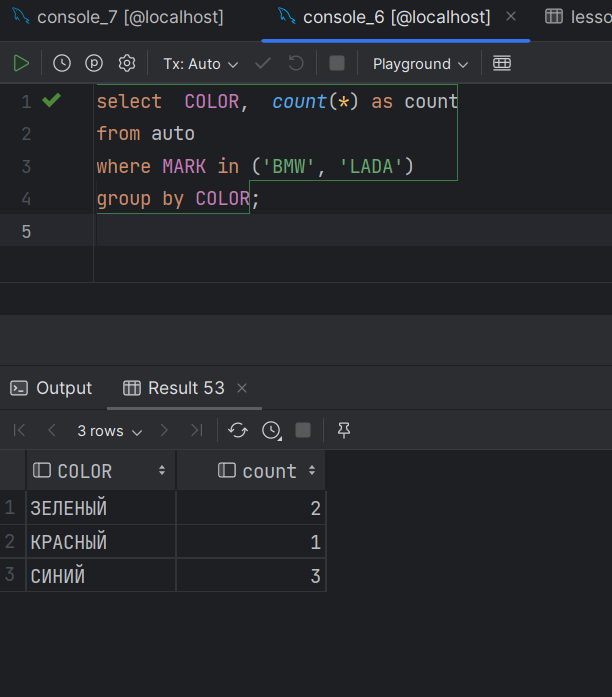 console_7 [@localhost] console_6 [@localhost] lesso
Tx: Auto Playground
1 select COLOR, count(*) as count
2 from auto
3 where MARK in ('BMW', 'LADA')
4 group by COLOR;
5
Output Result 53
3 rows
COLOR count
1 ЗЕЛЕНЫЙ 2
2 КРАСНЫЙ 1
3 СИНИЙ 3